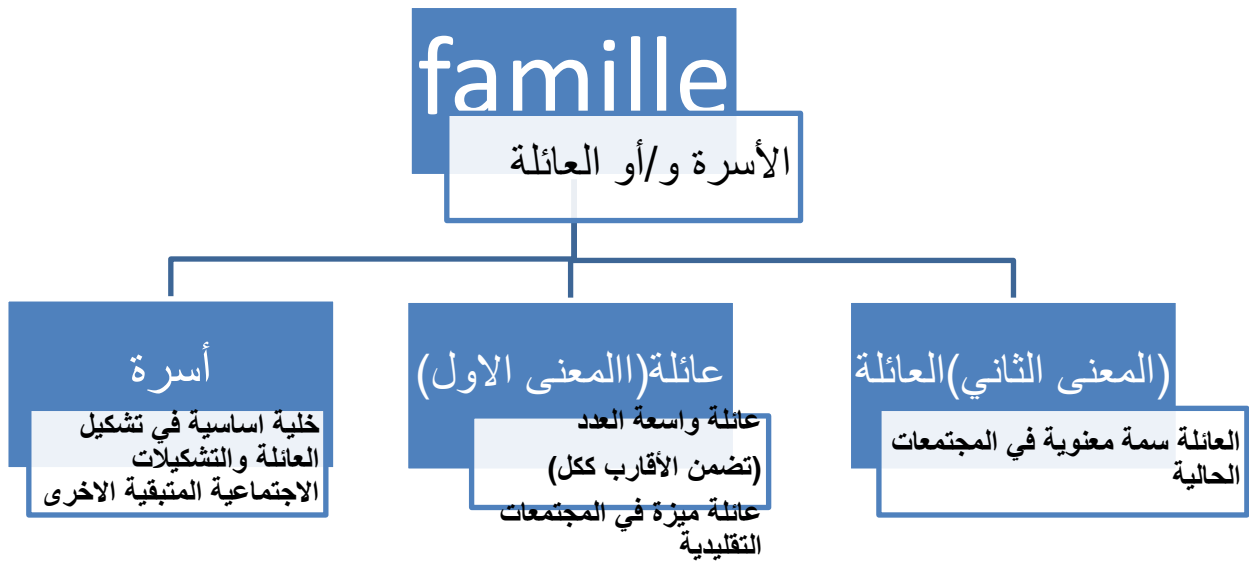 famille
الأسرة و/أو العائلة
أسرة
خلية اساسية في تشكيل
العائلة والتشكيلات
الاجتماعية المتبقية الاخرى
عائلة(االمعنى الاول)
عائلة واسعة العدد
(تضمن الأقارب ككل)
عائلة ميزة في المجتمعات
التقليدية
(المعنى الثاني)العائلة
العائلة سمة معنوية في المجتمعات
الحالية